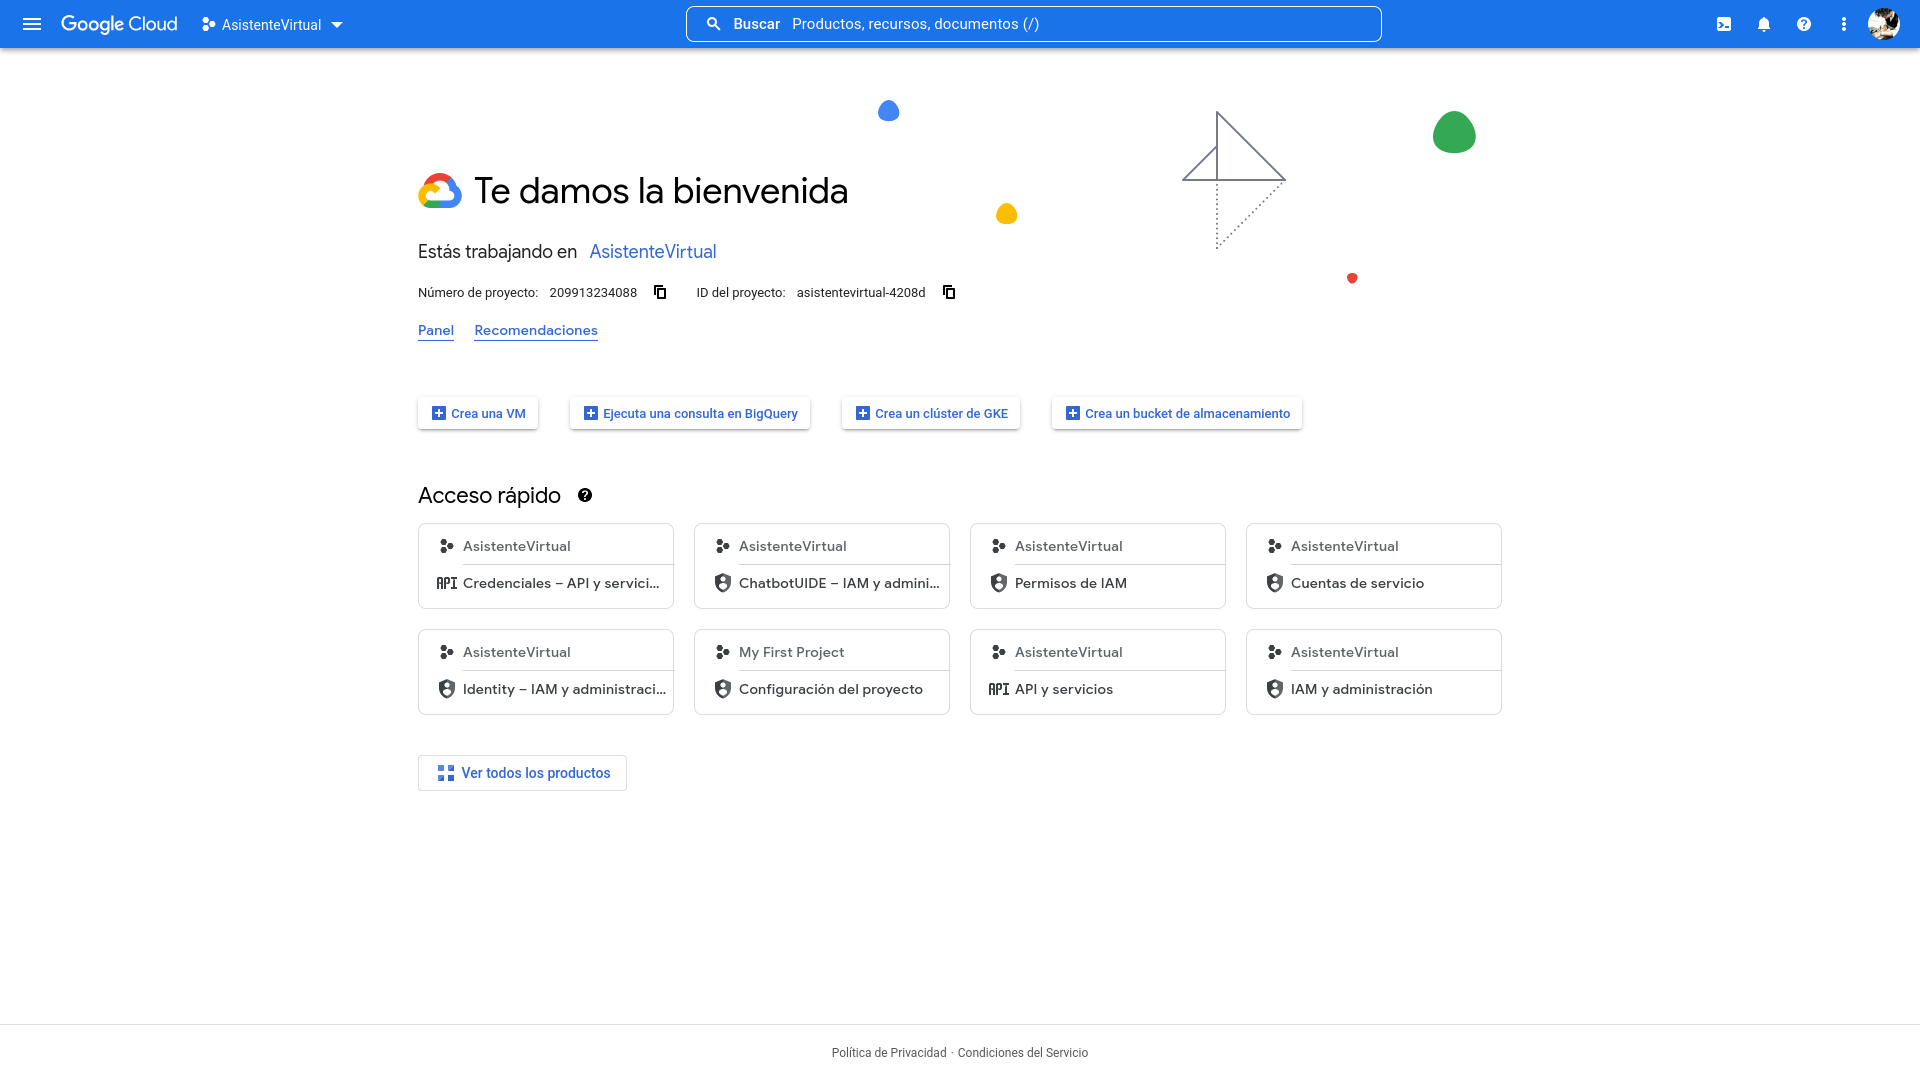 Google Cloud
AsistenteVirtual
Buscar Productos, recursos, documentos (/)
Te damos la bienvenida
Estás trabajando en AsistenteVirtual
Número de proyecto: 209913234088 ID del proyecto: asistentevirtual-4208d
Panel Recomendaciones
Crea una VM
Ejecuta una consulta en BigQuery
Crea un clúster de GKE
Crea un bucket de almacenamiento
Acceso rápido
AsistenteVirtual
API Credenciales – API y servici...
AsistenteVirtual
ChatbotUIDE – IAM y admini...
AsistenteVirtual
Permisos de IAM
AsistenteVirtual
Cuentas de servicio
AsistenteVirtual
Identity – IAM y administraci...
My First Project
Configuración del proyecto
AsistenteVirtual
API API y servicios
AsistenteVirtual
IAM y administración
Ver todos los productos
Política de Privacidad · Condiciones del Servicio